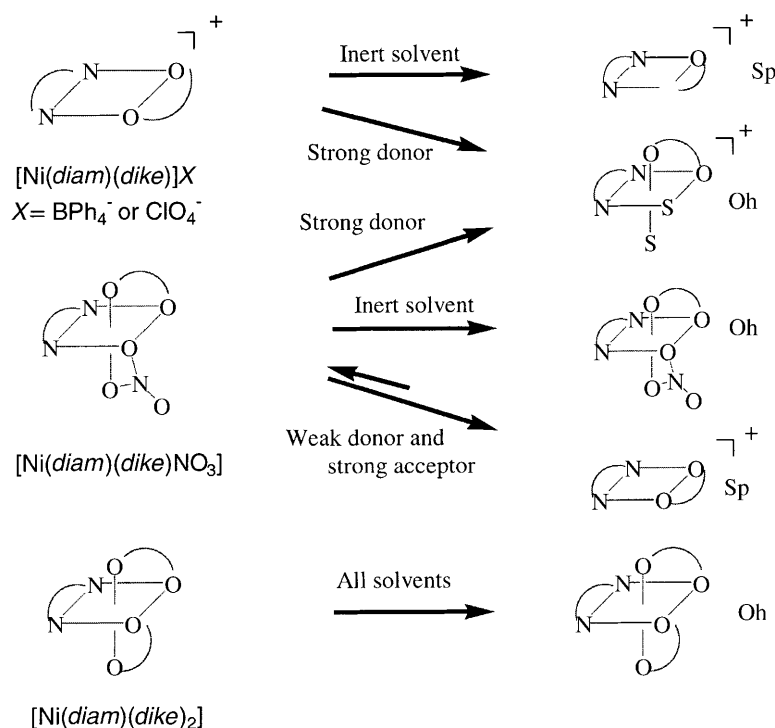 N O ⌉+
N O
Inert solvent
N O ⌉+
N
Sp
[Ni(diam)(dike)]X
X= BPh₄⁻ or ClO₄⁻
Strong donor
O ⌉+
N O
N S
S
Oh
Strong donor
O
N O
N O
O N
O
Inert solvent
O
N O
N O
O N
O
Oh
[Ni(diam)(dike)NO₃]
Weak donor and
strong acceptor
N O ⌉+
N O
Sp
O
N O
N O
O
All solvents
O
N O
N O
O
Oh
[Ni(diam)(dike)₂]